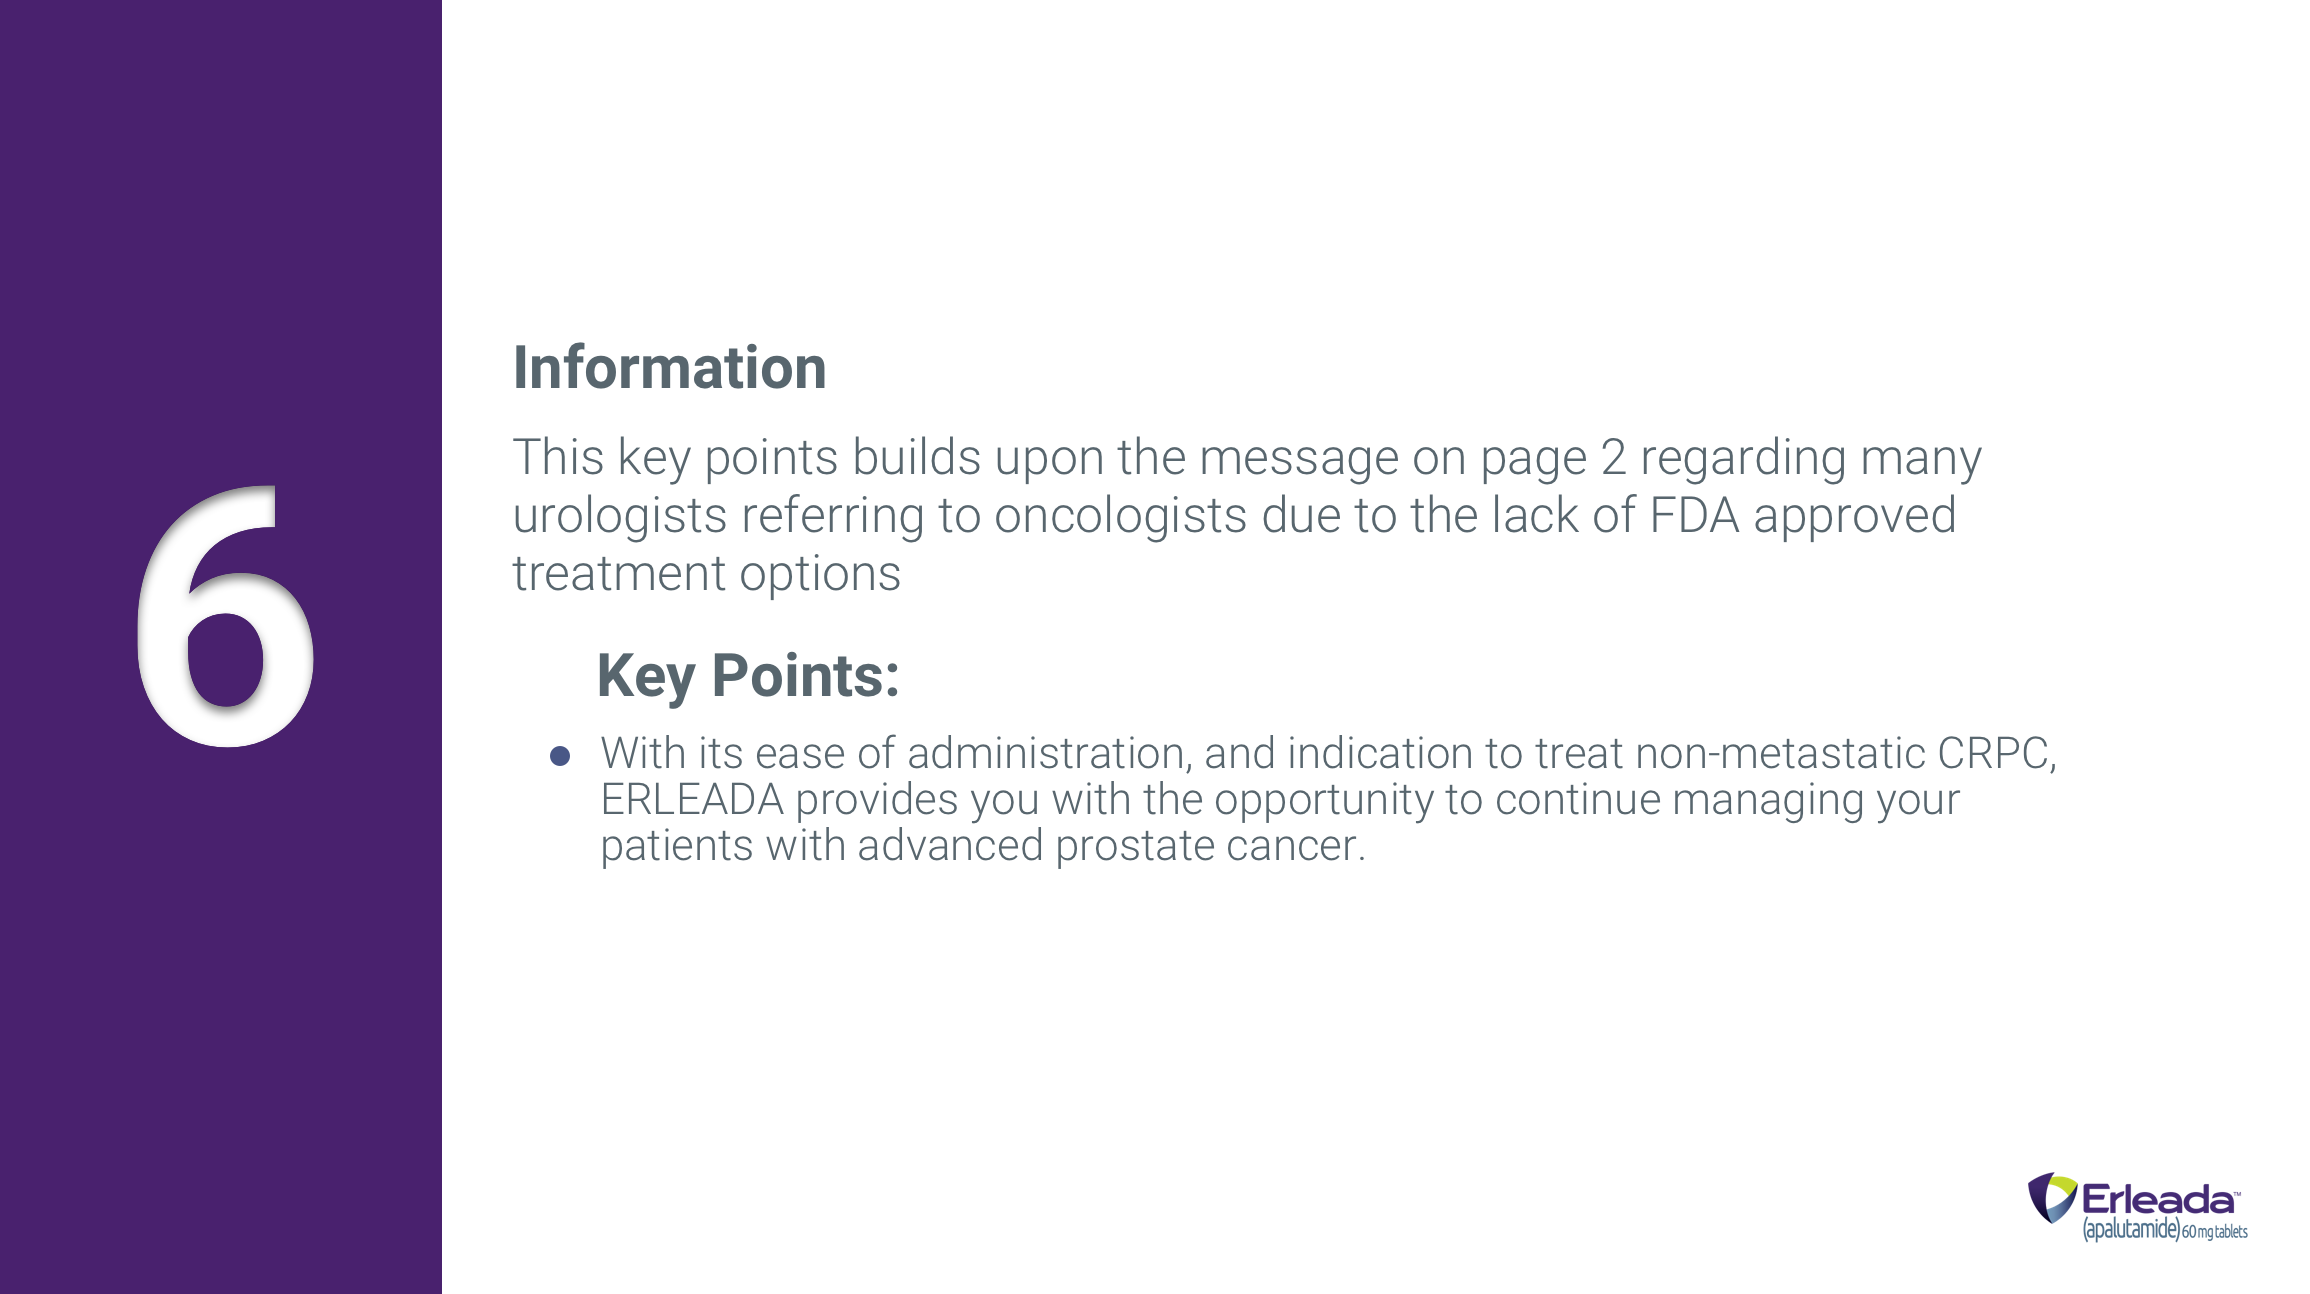 6
Information
This key points builds upon the message on page 2 regarding many
urologists referring to oncologists due to the lack of FDA approved
treatment options
Key Points:
● With its ease of administration, and indication to treat non-metastatic CRPC,
ERLEADA provides you with the opportunity to continue managing your
patients with advanced prostate cancer.
Erleada™
(apalutamide) 60 mg tablets